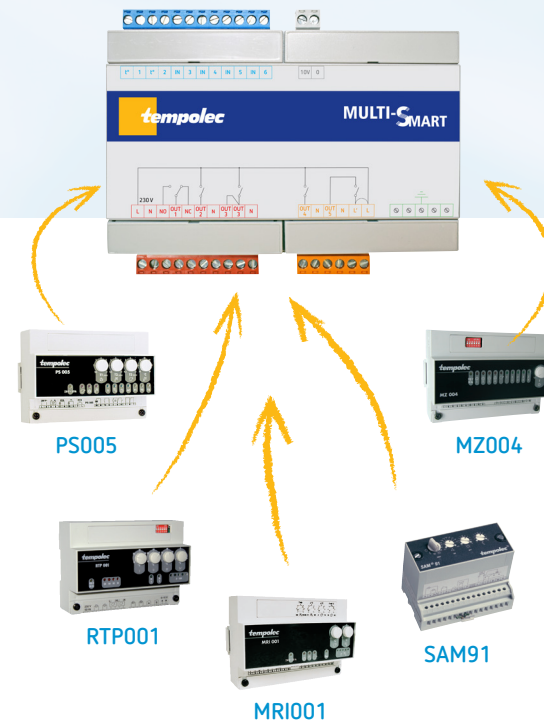 I* 1 I* 2 IN 3 IN 4 IN 5 IN 6
10V 0
tempolec
MULTI-SMART
230V
L N NO OUT 1 NC OUT 2 N OUT 3 OUT 3 N
OUT 4 N OUT 5 N L' L
tempolec
PS 005
tempolec
MZ 004
PS005
MZ004
tempolec
RTP 001
tempolec
SAM 91
RTP001
tempolec
MRI 001
SAM91
MRI001